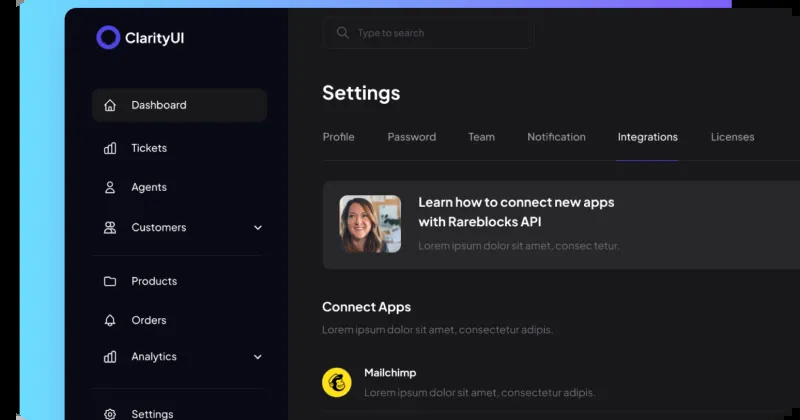 ClarityUI
Dashboard
Tickets
Agents
Customers
Products
Orders
Analytics
Settings
Type to search
Settings
Profile Password Team Notification Integrations Licenses
Learn how to connect new apps
with Rareblocks API
Lorem ipsum dolor sit amet, consec tetur.
Connect Apps
Lorem ipsum dolor sit amet, consectetur adipis.
Mailchimp
Lorem ipsum dolor sit amet, consectetur adipis.